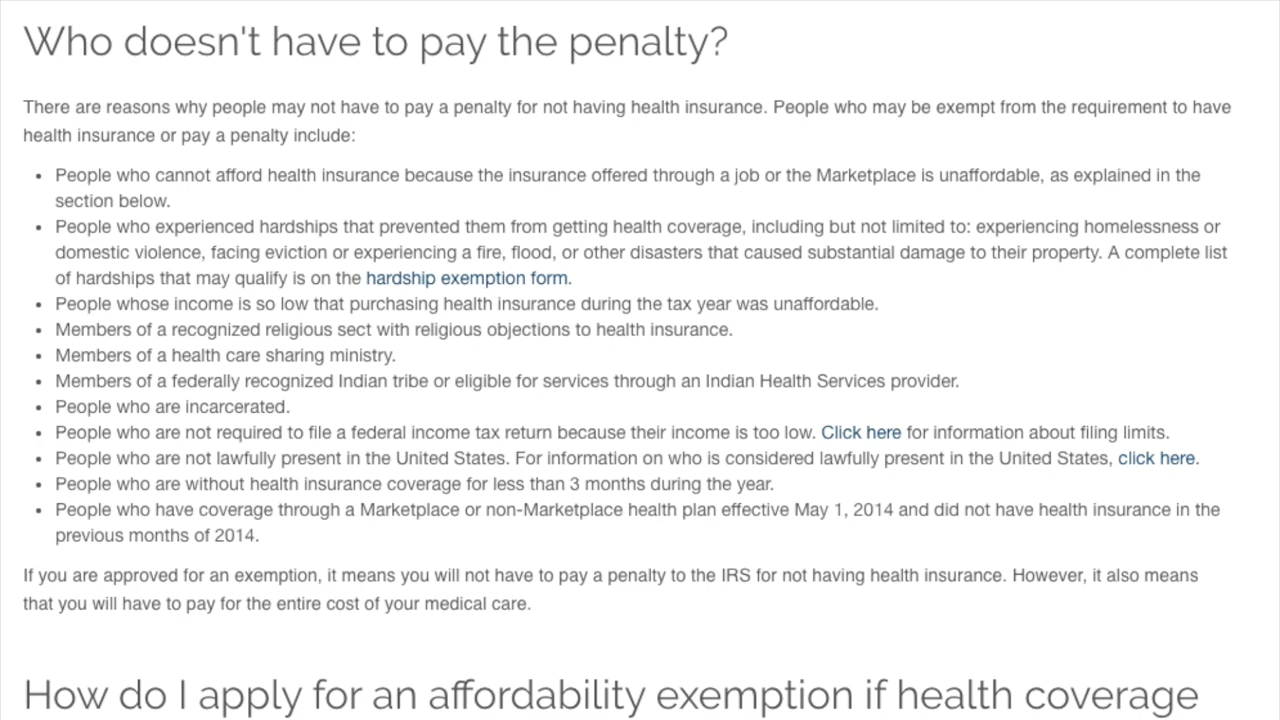 Who doesn't have to pay the penalty?
There are reasons why people may not have to pay a penalty for not having health insurance. People who may be exempt from the requirement to have
health insurance or pay a penalty include:
• People who cannot afford health insurance because the insurance offered through a job or the Marketplace is unaffordable, as explained in the
section below.
• People who experienced hardships that prevented them from getting health coverage, including but not limited to: experiencing homelessness or
domestic violence, facing eviction or experiencing a fire, flood, or other disasters that caused substantial damage to their property. A complete list
of hardships that may qualify is on the hardship exemption form.
• People whose income is so low that purchasing health insurance during the tax year was unaffordable.
• Members of a recognized religious sect with religious objections to health insurance.
• Members of a health care sharing ministry.
• Members of a federally recognized Indian tribe or eligible for services through an Indian Health Services provider.
• People who are incarcerated.
• People who are not required to file a federal income tax return because their income is too low. Click here for information about filing limits.
• People who are not lawfully present in the United States. For information on who is considered lawfully present in the United States, click here.
• People who are without health insurance coverage for less than 3 months during the year.
• People who have coverage through a Marketplace or non-Marketplace health plan effective May 1, 2014 and did not have health insurance in the
previous months of 2014.
If you are approved for an exemption, it means you will not have to pay a penalty to the IRS for not having health insurance. However, it also means
that you will have to pay for the entire cost of your medical care.
How do I apply for an affordability exemption if health coverage